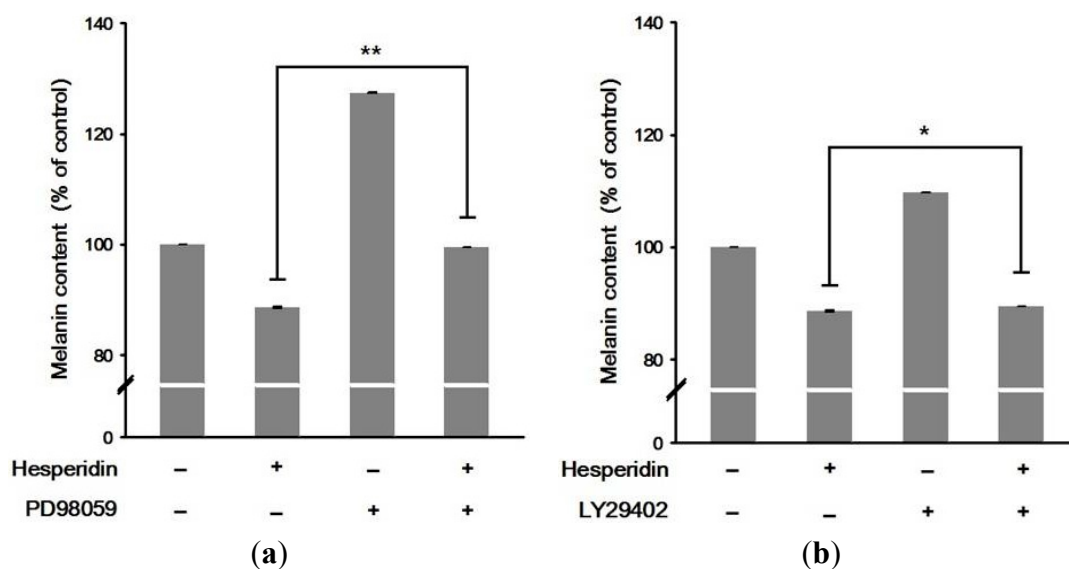 140
120
100
80
0
Melanin content (% of control)
**
Hesperidin – + – +
PD98059 – – + +
(a)
140
120
100
80
0
Melanin content (% of control)
*
Hesperidin – + – +
LY29402 – – + +
(b)